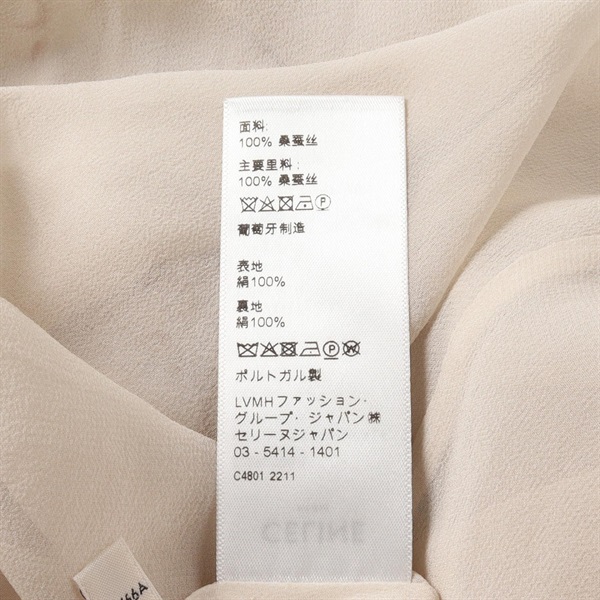 面料:
100% 桑蚕丝
主要里料:
100% 桑蚕丝
P
葡萄牙制造
表地
絹100%
裏地
絹100%
P W
ポルトガル製
LVMHファッション・
グループ・ジャパン㈱
セリーヌジャパン
03 - 5414 - 1401
C4801 2211
CELINE
66A